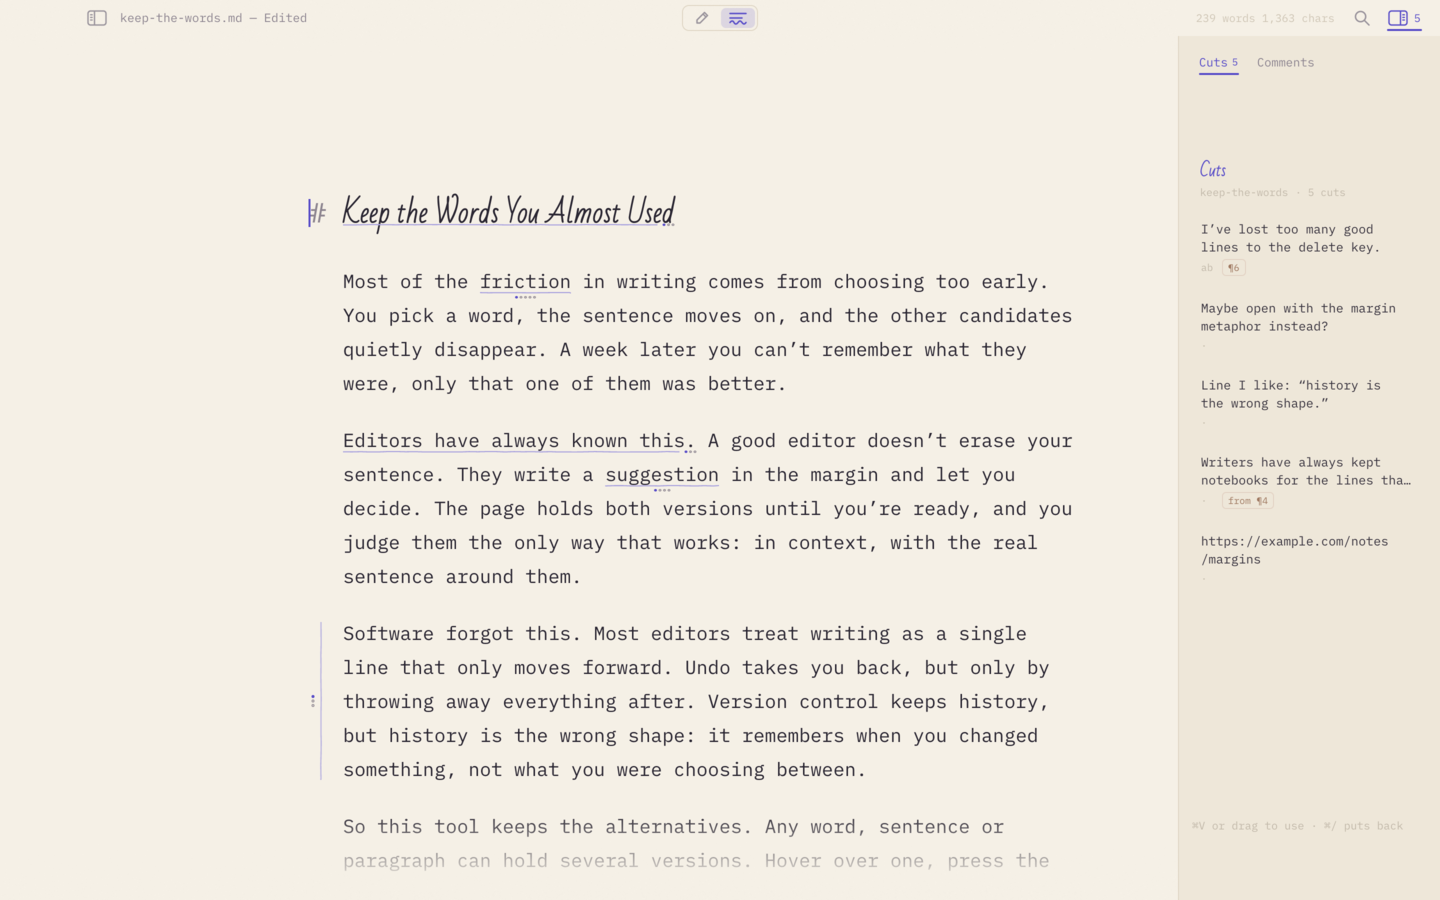 keep-the-words.md — Edited
239 words 1,363 chars
5
Cuts 5
Comments
# Keep the Words You Almost Used
Most of the friction in writing comes from choosing too early.
You pick a word, the sentence moves on, and the other candidates
quietly disappear. A week later you can’t remember what they
were, only that one of them was better.
Editors have always known this. A good editor doesn’t erase your
sentence. They write a suggestion in the margin and let you
decide. The page holds both versions until you’re ready, and you
judge them the only way that works: in context, with the real
sentence around them.
Software forgot this. Most editors treat writing as a single
line that only moves forward. Undo takes you back, but only by
throwing away everything after. Version control keeps history,
but history is the wrong shape: it remembers when you changed
something, not what you were choosing between.
So this tool keeps the alternatives. Any word, sentence or
paragraph can hold several versions. Hover over one, press the
Cuts
keep-the-words · 5 cuts
I’ve lost too many good
lines to the delete key.
ab ¶6
Maybe open with the margin
metaphor instead?
Line I like: “history is
the wrong shape.”
Writers have always kept
notebooks for the lines tha…
· from ¶4
https://example.com/notes
/margins
⌘V or drag to use · ⌘/ puts back